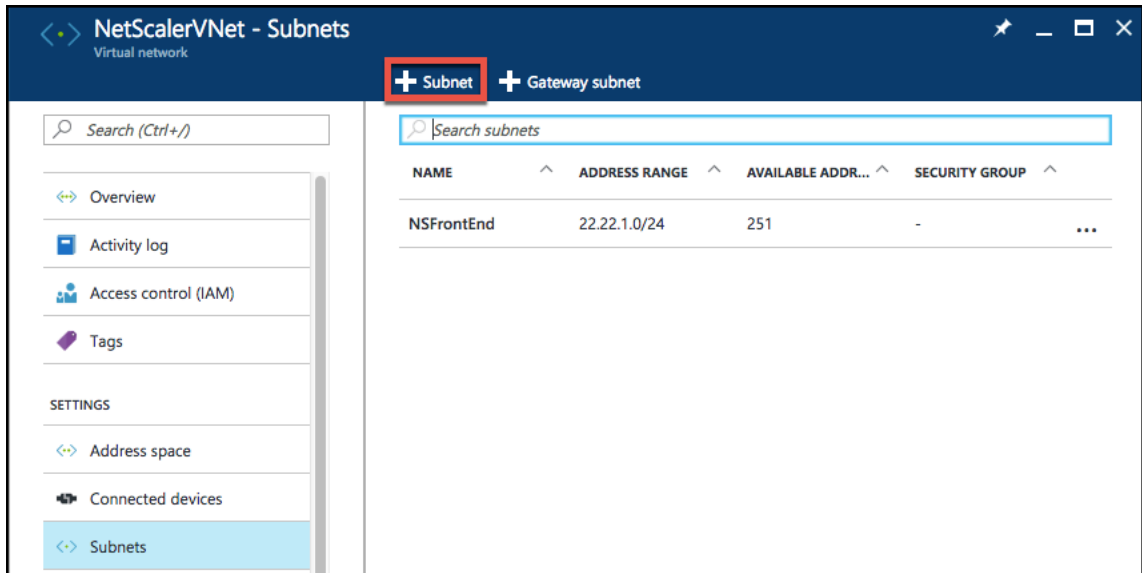 NetScalerVNet - Subnets
Virtual network
Subnet
Gateway subnet
Search (Ctrl+/)
Search subnets
NAME
ADDRESS RANGE
AVAILABLE ADDR...
SECURITY GROUP
NSFrontEnd
22.22.1.0/24
251
-
...
Overview
Activity log
Access control (IAM)
Tags
SETTINGS
Address space
Connected devices
Subnets